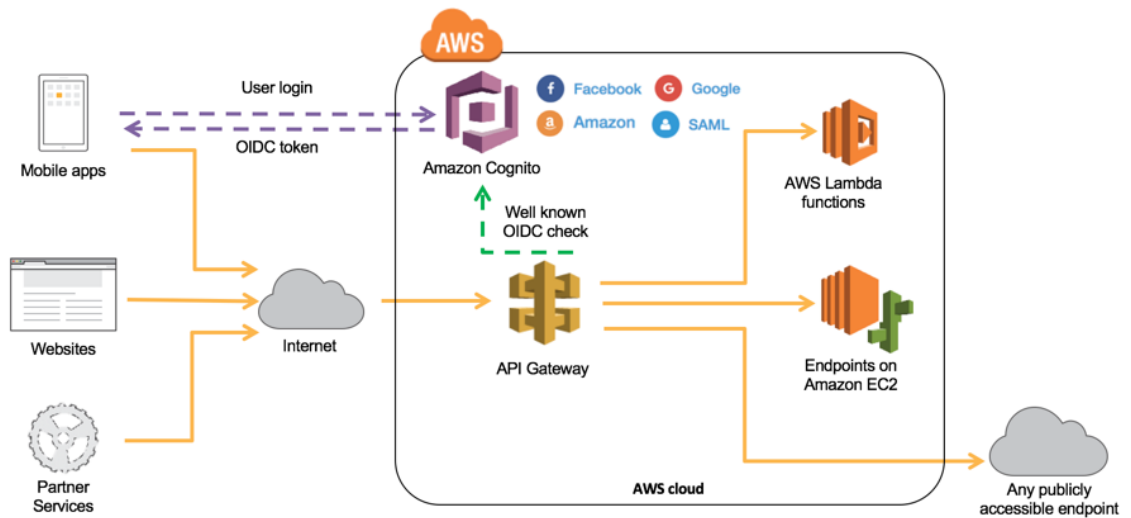 AWS
User login
OIDC token
Mobile apps
Facebook
Google
Amazon
SAML
Amazon Cognito
AWS Lambda
functions
Well known
OIDC check
Websites
Internet
API Gateway
Endpoints on
Amazon EC2
Partner
Services
AWS cloud
Any publicly
accessible endpoint